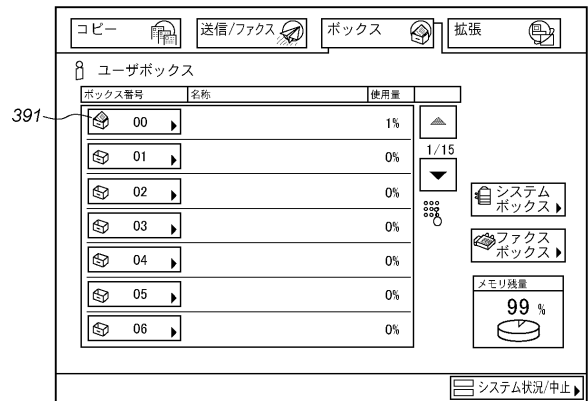 コピー 送信/ファクス ボックス 拡張
ユーザボックス
ボックス番号 名称 使用量
391
00 1%
1/15
01 0%
02 0%
システム
ボックス
03 0%
ファクス
ボックス
04 0%
メモリ残量
05 0%
99 %
06 0%
システム状況/中止